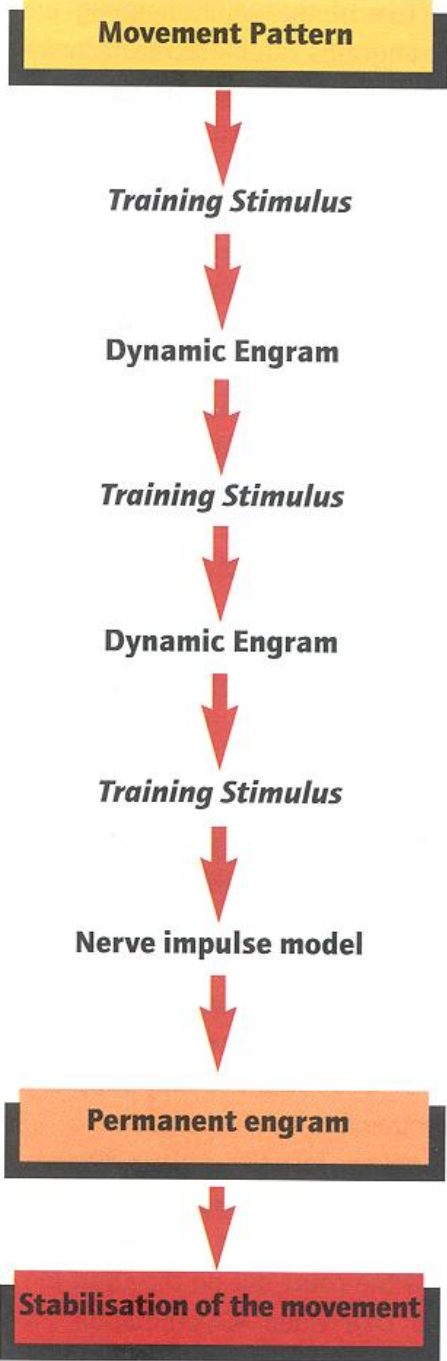 Movement Pattern
Training Stimulus
Dynamic Engram
Training Stimulus
Dynamic Engram
Training Stimulus
Nerve impulse model
Permanent engram
Stabilisation of the movement